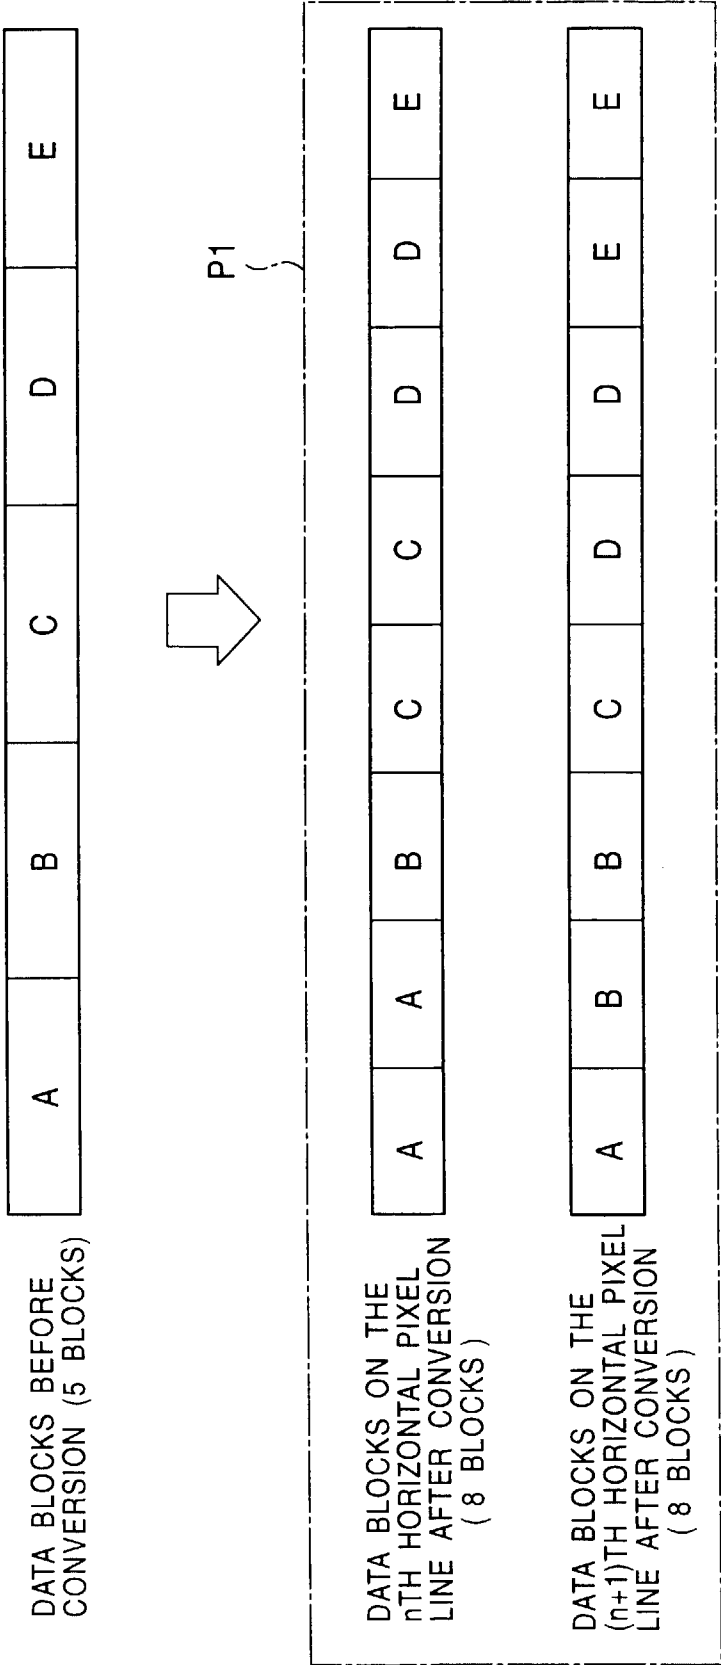 DATA BLOCKS BEFORE
CONVERSION (5 BLOCKS)
A B C D E
P1
DATA BLOCKS ON THE
nTH HORIZONTAL PIXEL
LINE AFTER CONVERSION
( 8 BLOCKS )
A A B C C D D E
DATA BLOCKS ON THE
(n+1)TH HORIZONTAL PIXEL
LINE AFTER CONVERSION
( 8 BLOCKS )
A B B C D D E E